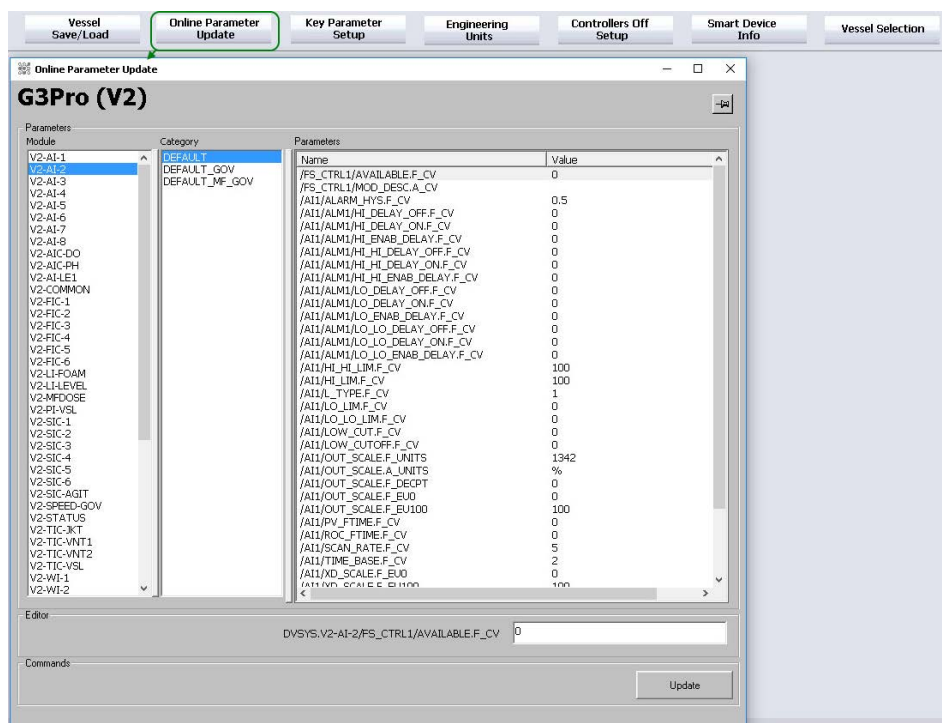 Vessel Save/Load
Online Parameter Update
Key Parameter Setup
Engineering Units
Controllers Off Setup
Smart Device Info
Vessel Selection
Online Parameter Update
G3Pro (V2)
Parameters
Module
V2-AI-1
V2-AI-2
V2-AI-3
V2-AI-4
V2-AI-5
V2-AI-6
V2-AI-7
V2-AI-8
V2-AIC-DO
V2-AIC-PH
V2-AI-LE1
V2-COMMON
V2-FIC-1
V2-FIC-2
V2-FIC-3
V2-FIC-4
V2-FIC-5
V2-FIC-6
V2-LI-FOAM
V2-LI-LEVEL
V2-MFDOSE
V2-PI-VSL
V2-SIC-1
V2-SIC-2
V2-SIC-3
V2-SIC-4
V2-SIC-5
V2-SIC-6
V2-SIC-AGIT
V2-SPEED-GOV
V2-STATUS
V2-TIC-JKT
V2-TIC-VNT1
V2-TIC-VNT2
V2-TIC-VSL
V2-WI-1
V2-WI-2
Category
DEFAULT
DEFAULT_GOV
DEFAULT_MF_GOV
Parameters
Name Value
/FS_CTRL1/AVAILABLE.F_CV 0
/FS_CTRL1/MOD_DESC.A_CV
/AI1/ALARM_HYS.F_CV 0.5
/AI1/ALM1/HI_DELAY_OFF.F_CV 0
/AI1/ALM1/HI_DELAY_ON.F_CV 0
/AI1/ALM1/HI_ENAB_DELAY.F_CV 0
/AI1/ALM1/HI_HI_DELAY_OFF.F_CV 0
/AI1/ALM1/HI_HI_DELAY_ON.F_CV 0
/AI1/ALM1/HI_HI_ENAB_DELAY.F_CV 0
/AI1/ALM1/LO_DELAY_OFF.F_CV 0
/AI1/ALM1/LO_DELAY_ON.F_CV 0
/AI1/ALM1/LO_ENAB_DELAY.F_CV 0
/AI1/ALM1/LO_LO_DELAY_OFF.F_CV 0
/AI1/ALM1/LO_LO_DELAY_ON.F_CV 0
/AI1/ALM1/LO_LO_ENAB_DELAY.F_CV 0
/AI1/HI_HI_LIM.F_CV 100
/AI1/HI_LIM.F_CV 100
/AI1/L_TYPE.F_CV 1
/AI1/LO_LIM.F_CV 0
/AI1/LO_LO_LIM.F_CV 0
/AI1/LOW_CUT.F_CV 0
/AI1/LOW_CUTOFF.F_CV 0
/AI1/OUT_SCALE.F_UNITS 1342
/AI1/OUT_SCALE.A_UNITS %
/AI1/OUT_SCALE.F_DECPT 0
/AI1/OUT_SCALE.F_EU0 0
/AI1/OUT_SCALE.F_EU100 100
/AI1/PV_FTIME.F_CV 0
/AI1/ROC_FTIME.F_CV 0
/AI1/SCAN_RATE.F_CV 5
/AI1/TIME_BASE.F_CV 2
/AI1/XD_SCALE.F_EU0 0
/AI1/XD_SCALE.F_EU100 100
Editor
DVSYS.V2-AI-2/FS_CTRL1/AVAILABLE.F_CV 0
Commands
Update